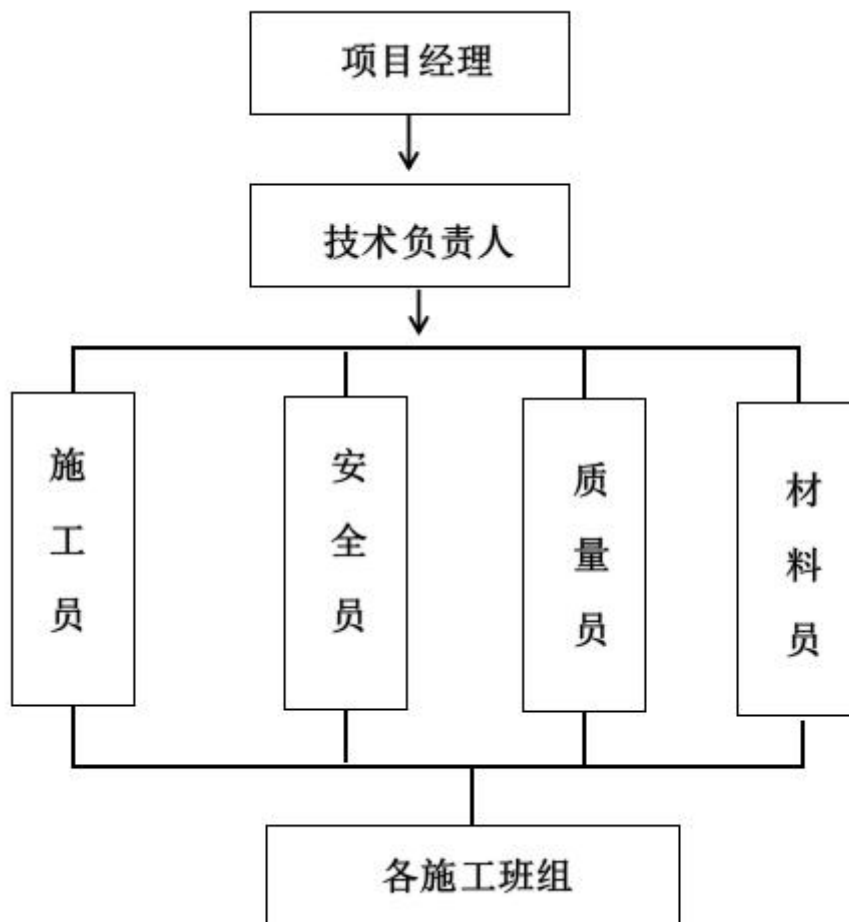 项目经理
技术负责人
施工员
安全员
质量员
材料员
各施工班组